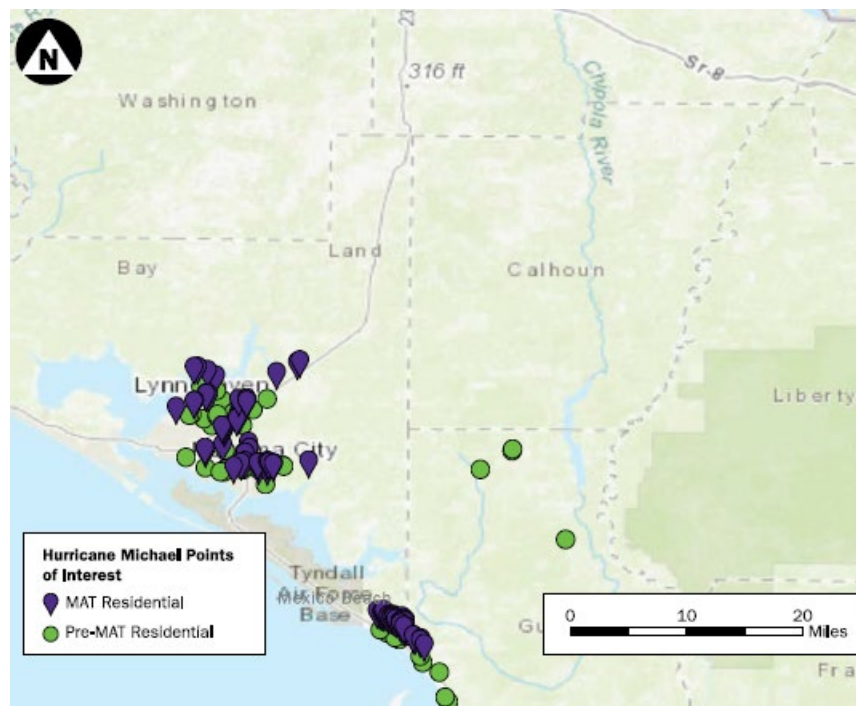 N
23
316 ft
Sr-8
Washington
Chipola River
Land
Bay
Calhoun
Liberty
Lynn Haven
City
Hurricane Michael Points
of Interest
MAT Residential
Pre-MAT Residential
Tyndall
Air Force
Base
Mexico Beach
0 10 20
Miles
Gu
Fra